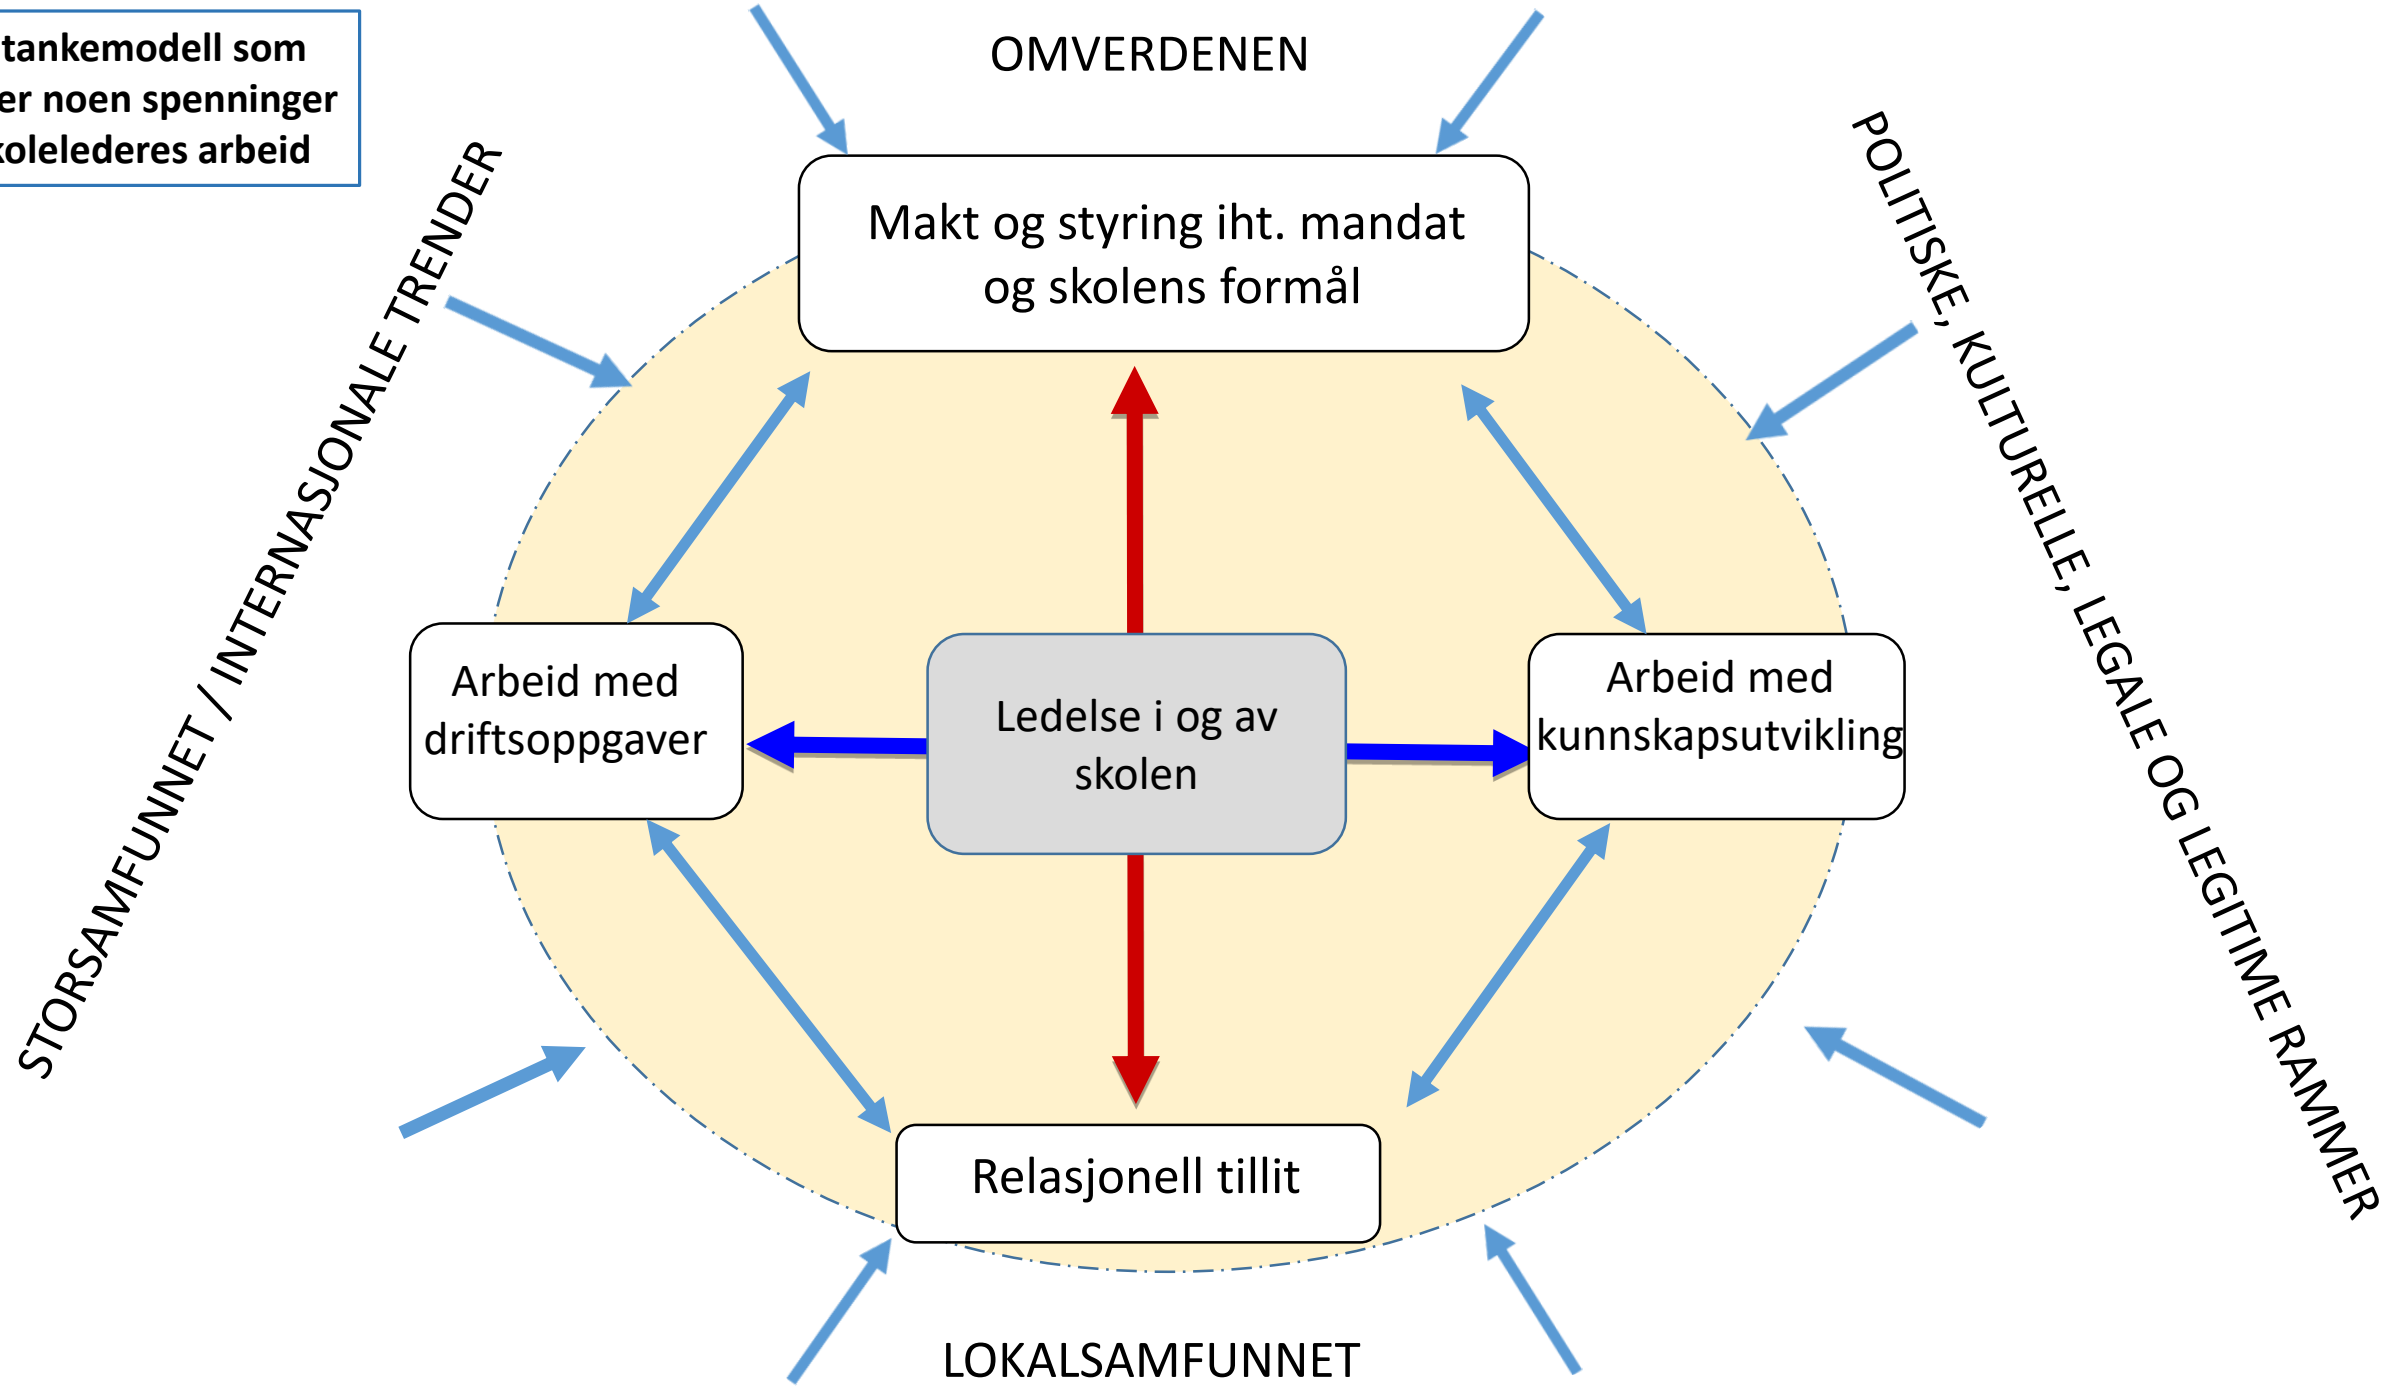 tankemodell som
er noen spenninger
kolelederes arbeid
OMVERDENEN
STORSAMFUNNET / INTERNASJONALE TRENDER
POLITISKE, KULTURELLE, LEGALE OG LEGITIME RAMMER
Makt og styring iht. mandat
og skolens formål
Arbeid med
driftsoppgaver
Ledelse i og av
skolen
Arbeid med
kunnskapsutvikling
Relasjonell tillit
LOKALSAMFUNNET